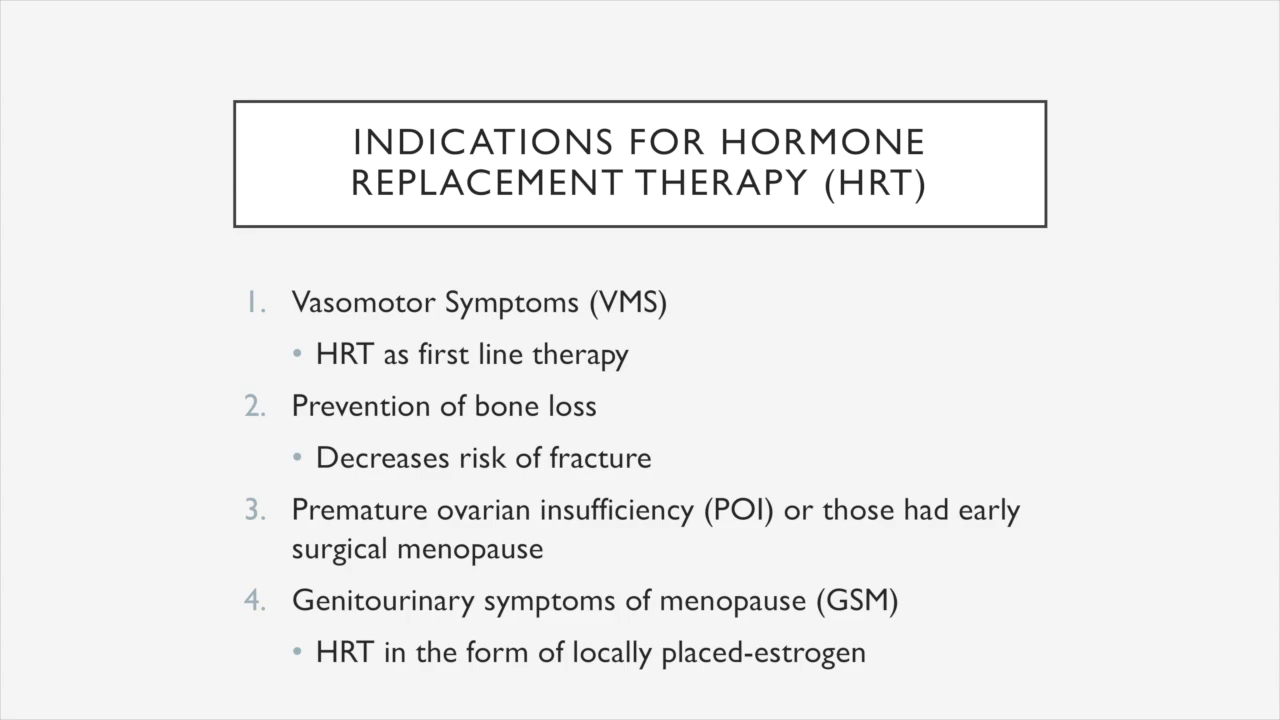 INDICATIONS FOR HORMONE
REPLACEMENT THERAPY (HRT)
1. Vasomotor Symptoms (VMS)
• HRT as first line therapy
2. Prevention of bone loss
• Decreases risk of fracture
3. Premature ovarian insufficiency (POI) or those had early
surgical menopause
4. Genitourinary symptoms of menopause (GSM)
• HRT in the form of locally placed-estrogen